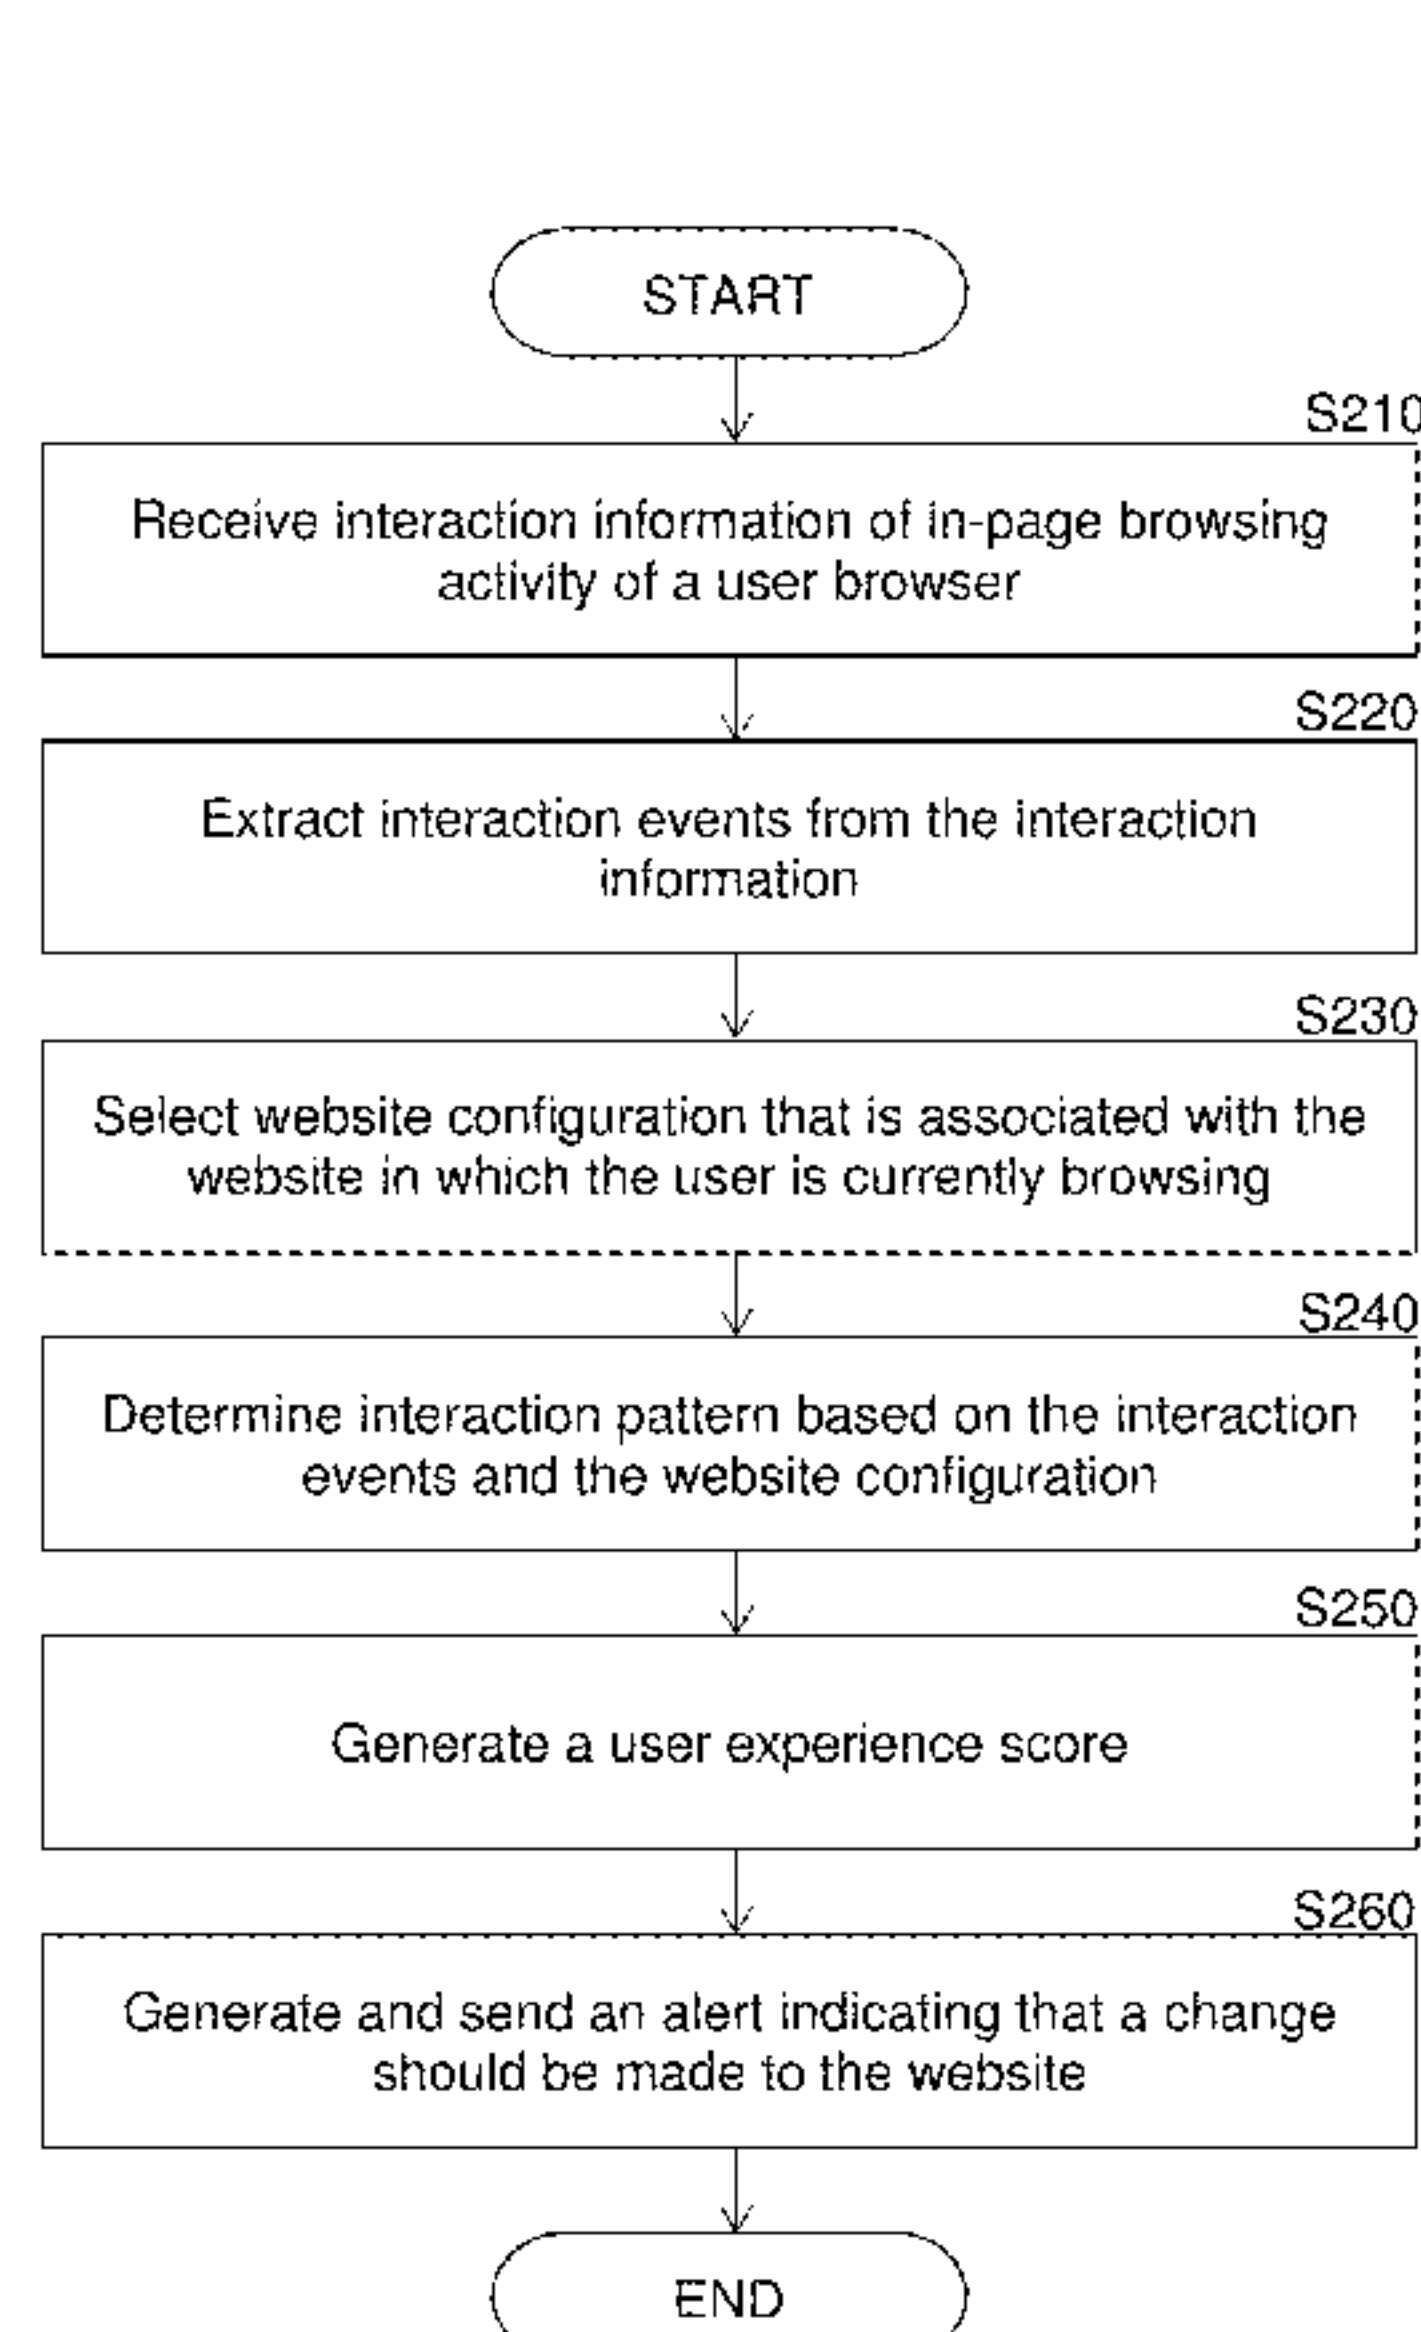 START
S210
Receive interaction information of in-page browsing
activity of a user browser
S220
Extract interaction events from the interaction
information
S230
Select website configuration that is associated with the
website in which the user is currently browsing
S240
Determine interaction pattern based on the interaction
events and the website configuration
S250
Generate a user experience score
S260
Generate and send an alert indicating that a change
should be made to the website
END